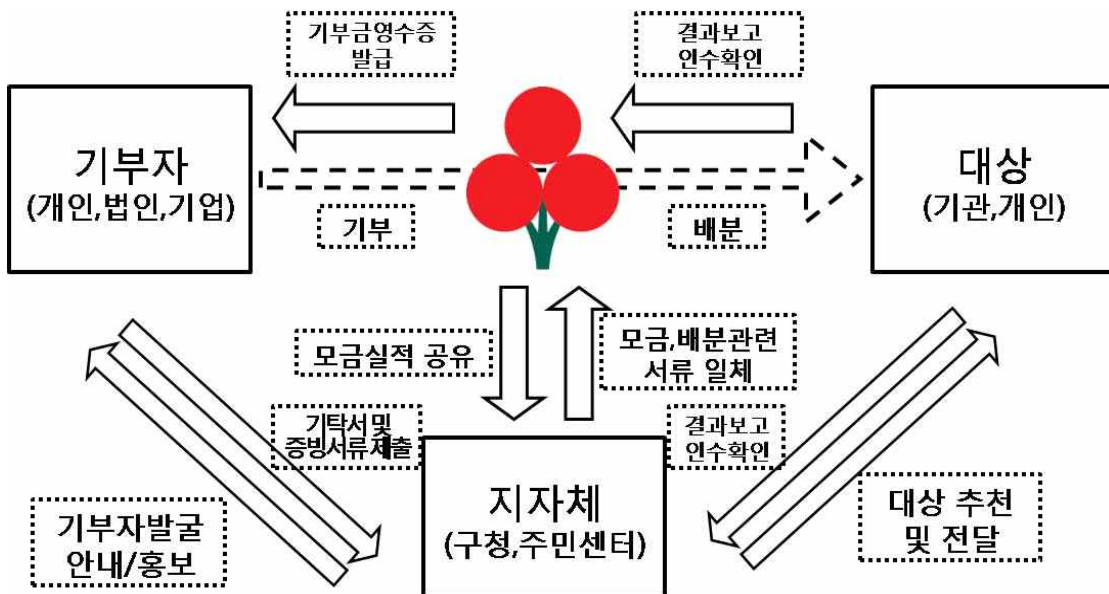 기부금영수증
발급
결과보고
인수확인
기부자
(개인,법인,기업)
대상
(기관,개인)
기부
배분
모금실적 공유
모금,배분관련
서류 일체
기탁서 및
증빙서류 제출
결과보고
인수확인
지자체
(구청,주민센터)
기부자발굴
안내/홍보
대상 추천
및 전달